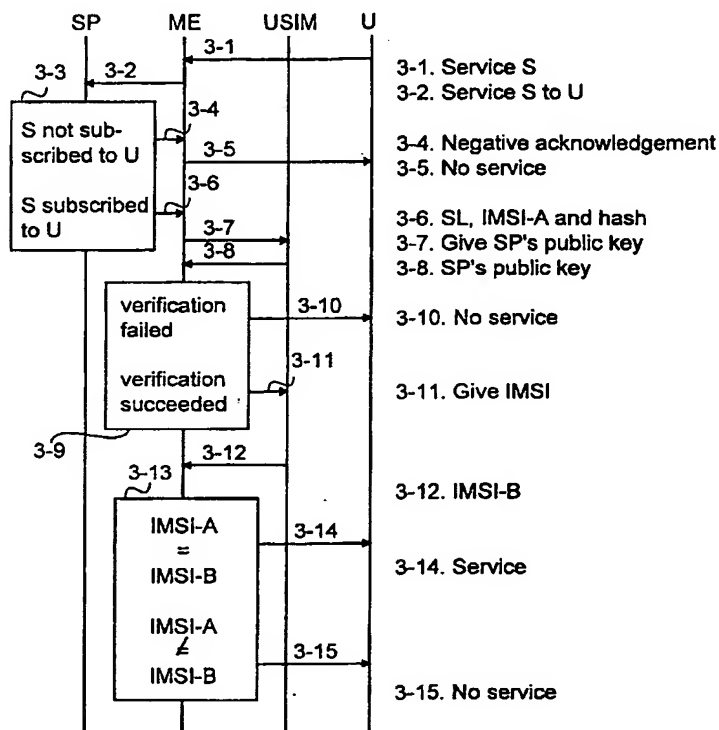 SP ME USIM U
3-1
3-1. Service S
3-3 3-2
3-2. Service S to U
S not sub-
scribed to U
3-4
3-4. Negative acknowledgement
3-5
3-5. No service
S subscribed
to U
3-6
3-6. SL, IMSI-A and hash
3-7
3-7. Give SP's public key
3-8
3-8. SP's public key
verification
failed
3-10
3-10. No service
3-11
verification
succeeded
3-11. Give IMSI
3-9
3-12
3-12. IMSI-B
3-13
IMSI-A
=
IMSI-B
3-14
3-14. Service
IMSI-A
≠
IMSI-B
3-15
3-15. No service